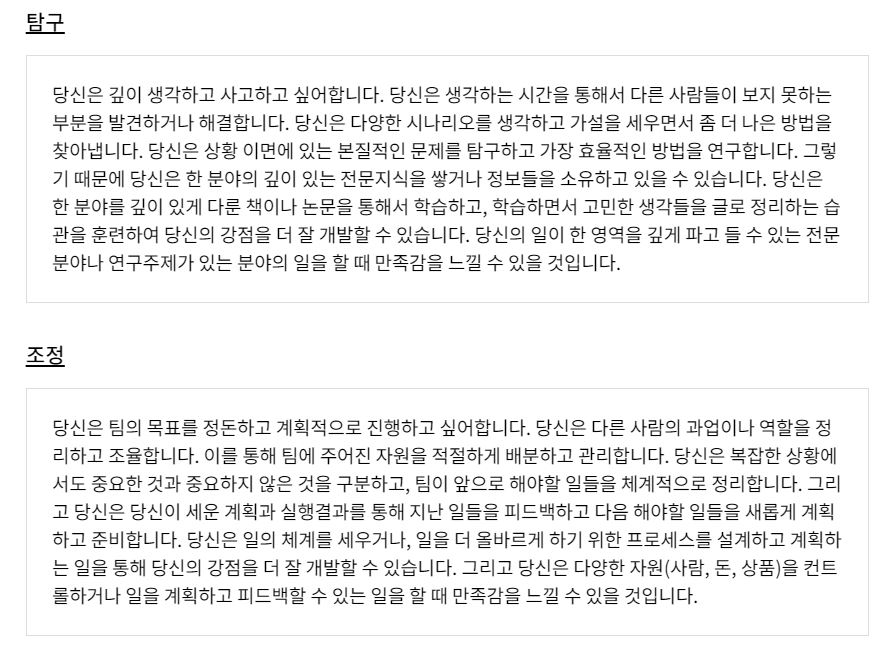 탐구
당신은 깊이 생각하고 사고하고 싶어합니다. 당신은 생각하는 시간을 통해서 다른 사람들이 보지 못하는
부분을 발견하거나 해결합니다. 당신은 다양한 시나리오를 생각하고 가설을 세우면서 좀 더 나은 방법을
찾아냅니다. 당신은 상황 이면에 있는 본질적인 문제를 탐구하고 가장 효율적인 방법을 연구합니다. 그렇
기 때문에 당신은 한 분야의 깊이 있는 전문지식을 쌓거나 정보들을 소유하고 있을 수 있습니다. 당신은
한 분야를 깊이 있게 다룬 책이나 논문을 통해서 학습하고, 학습하면서 고민한 생각들을 글로 정리하는 습
관을 훈련하여 당신의 강점을 더 잘 개발할 수 있습니다. 당신의 일이 한 영역을 깊게 파고 들 수 있는 전문
분야나 연구주제가 있는 분야의 일을 할 때 만족감을 느낄 수 있을 것입니다.
조정
당신은 팀의 목표를 정돈하고 계획적으로 진행하고 싶어합니다. 당신은 다른 사람의 과업이나 역할을 정
리하고 조율합니다. 이를 통해 팀에 주어진 자원을 적절하게 배분하고 관리합니다. 당신은 복잡한 상황에
서도 중요한 것과 중요하지 않은 것을 구분하고, 팀이 앞으로 해야할 일들을 체계적으로 정리합니다. 그리
고 당신은 당신이 세운 계획과 실행결과를 통해 지난 일들을 피드백하고 다음 해야할 일들을 새롭게 계획
하고 준비합니다. 당신은 일의 체계를 세우거나, 일을 더 올바르게 하기 위한 프로세스를 설계하고 계획하
는 일을 통해 당신의 강점을 더 잘 개발할 수 있습니다. 그리고 당신은 다양한 자원(사람, 돈, 상품)을 컨트
롤하거나 일을 계획하고 피드백할 수 있는 일을 할 때 만족감을 느낄 수 있을 것입니다.